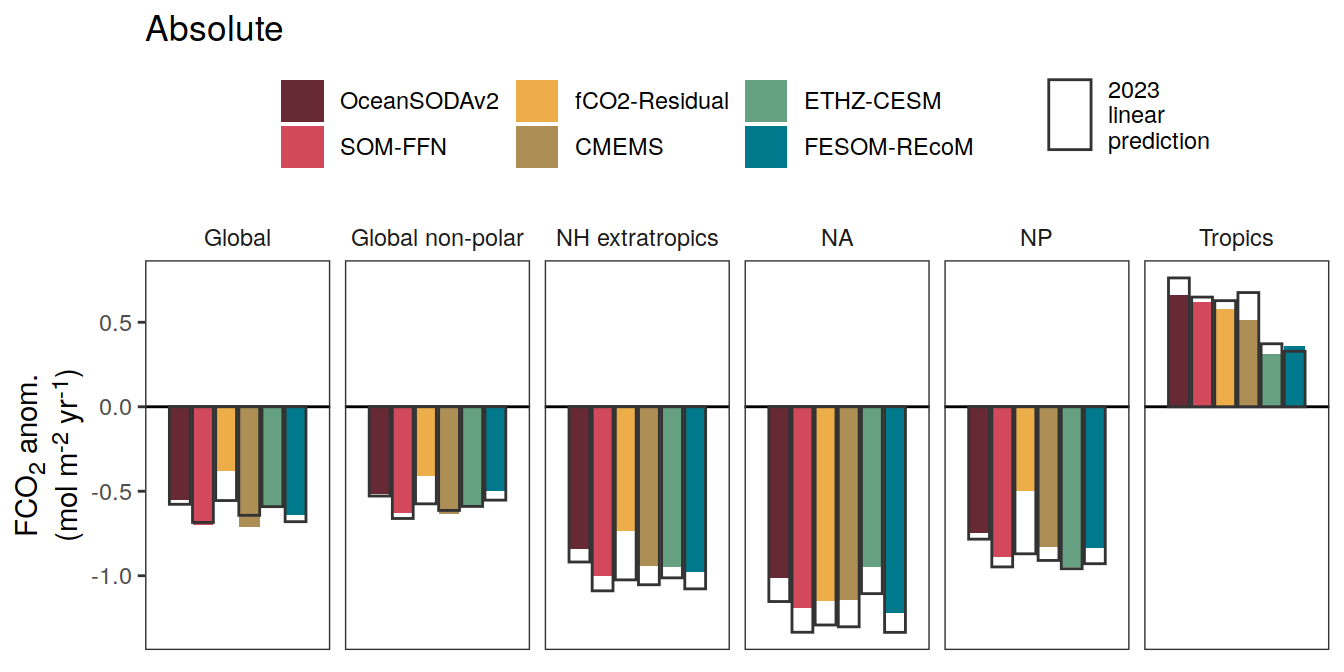 Absolute
OceanSODAv2
SOM-FFN
fCO2-Residual
CMEMS
ETHZ-CESM
FESOM-REcoM
2023
linear
prediction
Global
Global non-polar
NH extratropics
NA
NP
Tropics
FCO₂ anom.
(mol m⁻² yr⁻¹)
0.5
0.0
-0.5
-1.0